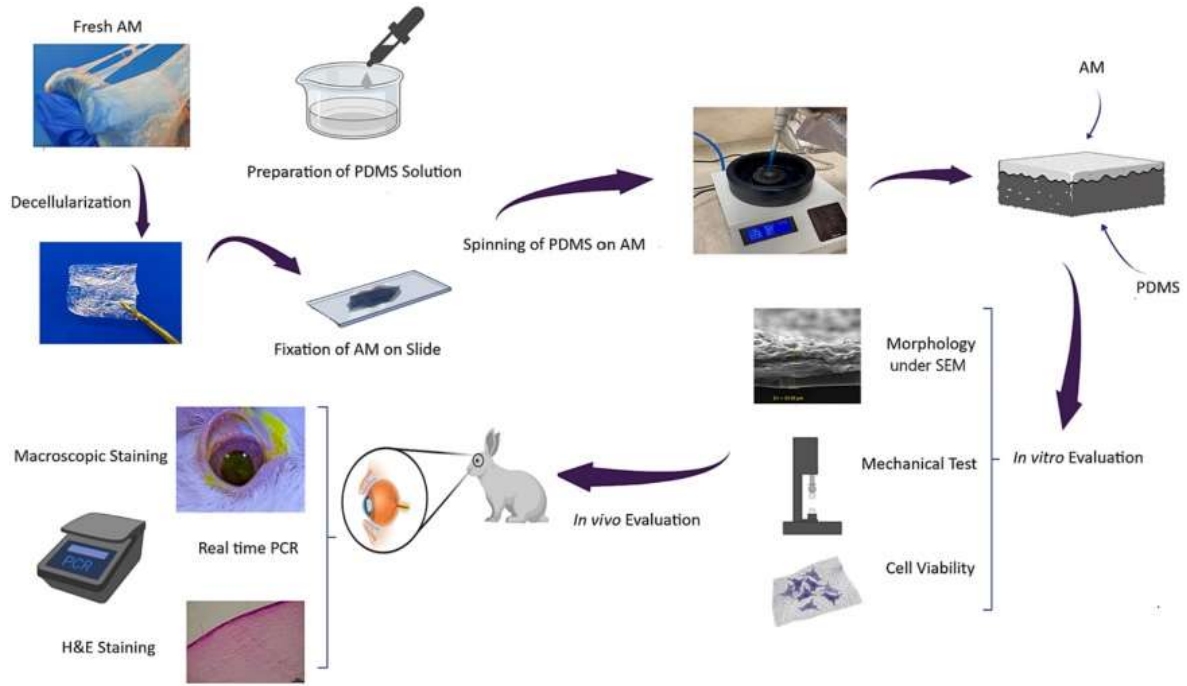 Fresh AM
Preparation of PDMS Solution
Decellularization
Fixation of AM on Slide
Spinning of PDMS on AM
AM
PDMS
Morphology
under SEM
Mechanical Test
Cell Viability
In vitro Evaluation
In vivo Evaluation
Macroscopic Staining
Real time PCR
PCR
H&E Staining